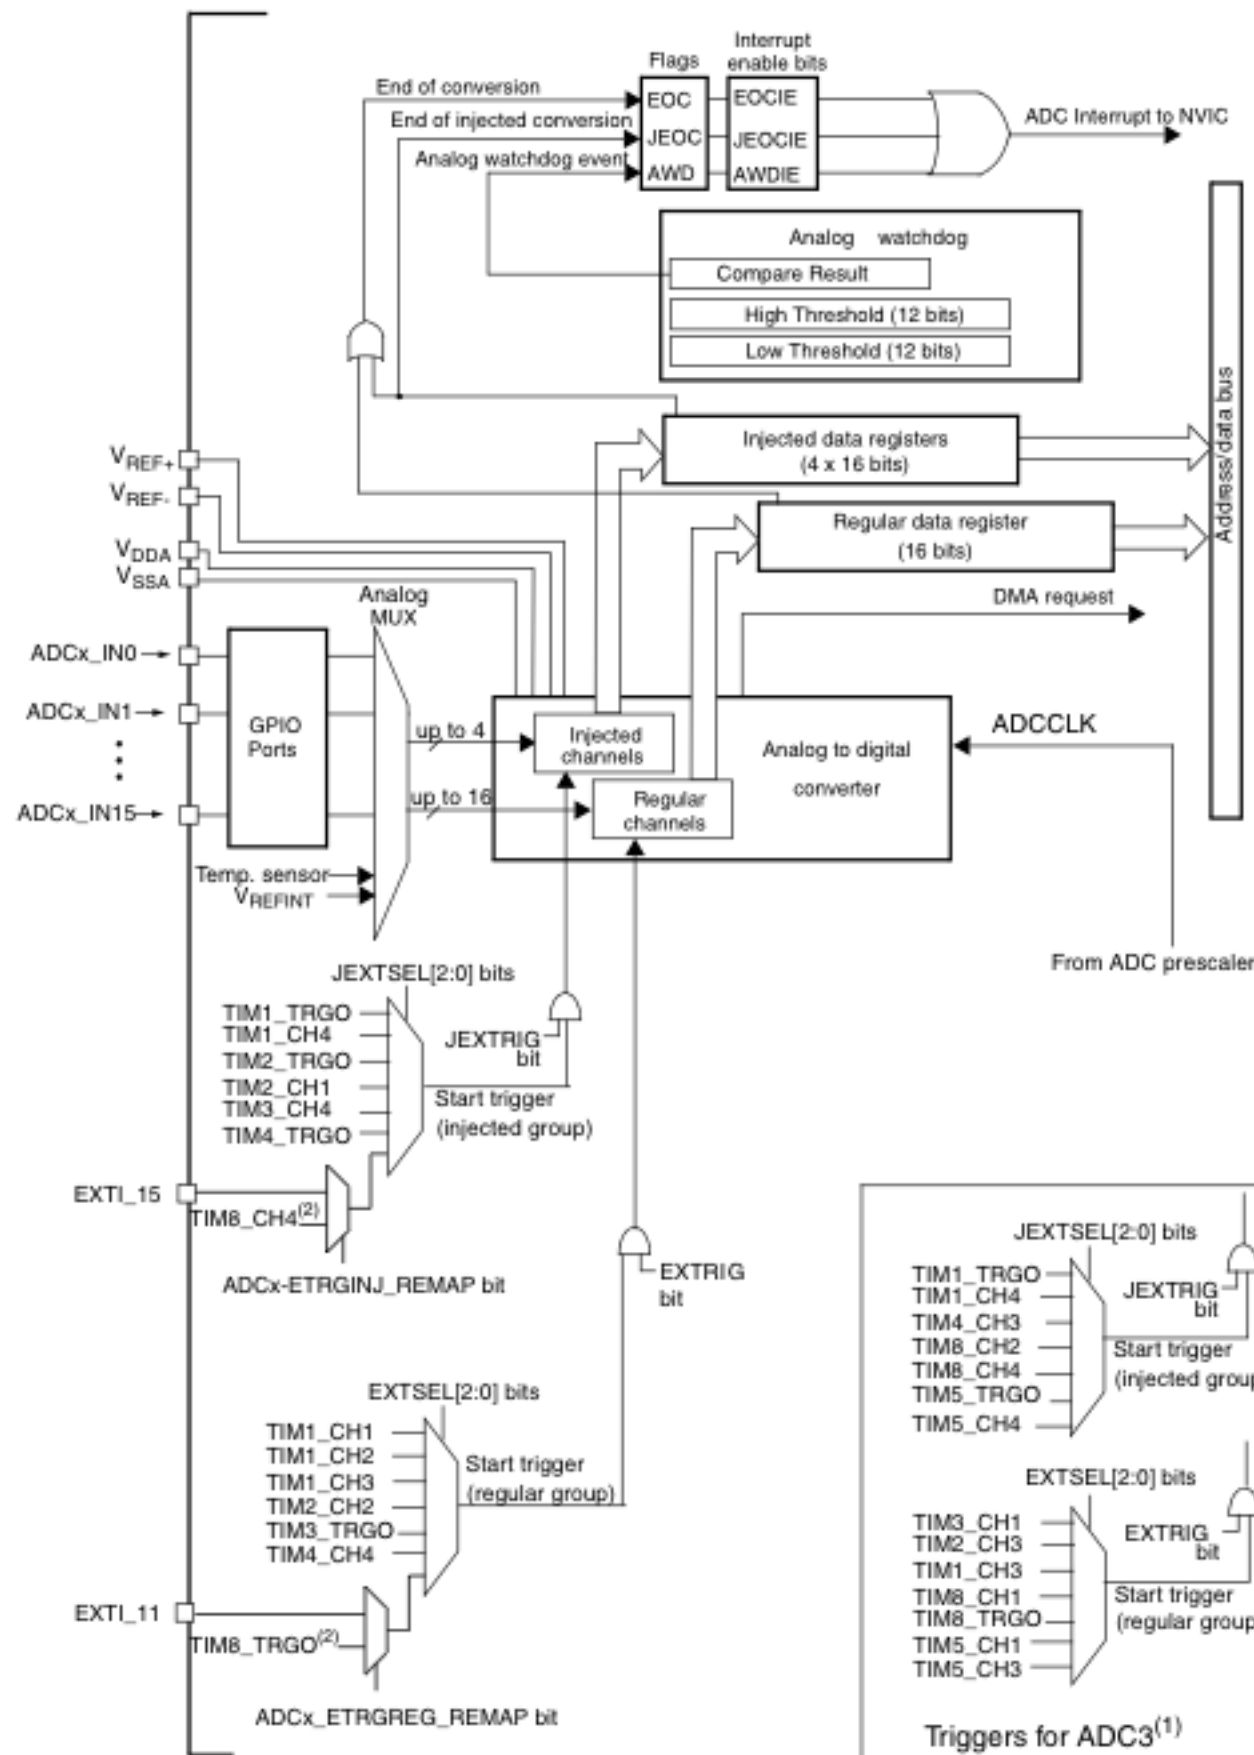 Flags
Interrupt
enable bits
End of conversion
EOC
EOCIE
End of injected conversion
JEOC
JEOCIE
Analog watchdog event
AWD
AWDIE
ADC Interrupt to NVIC
Analog watchdog
Compare Result
High Threshold (12 bits)
Low Threshold (12 bits)
Address/data bus
Injected data registers
(4 x 16 bits)
Regular data register
(16 bits)
DMA request
VREF+
VREF-
VDDA
VSSA
Analog
MUX
ADCx_IN0
ADCx_IN1
ADCx_IN15
GPIO
Ports
up to 4
up to 16
Injected
channels
Regular
channels
Analog to digital
converter
ADCCLK
From ADC prescaler
Temp. sensor
VREFINT
JEXTSEL[2:0] bits
TIM1_TRGO
TIM1_CH4
TIM2_TRGO
TIM2_CH1
TIM3_CH4
TIM4_TRGO
JEXTRIG
bit
Start trigger
(injected group)
EXTI_15
TIM8_CH4(2)
ADCx-ETRGINJ_REMAP bit
EXTRIG
bit
EXTSEL[2:0] bits
TIM1_CH1
TIM1_CH2
TIM1_CH3
TIM2_CH2
TIM3_TRGO
TIM4_CH4
Start trigger
(regular group)
EXTI_11
TIM8_TRGO(2)
ADCx_ETRGREG_REMAP bit
JEXTSEL[2:0] bits
TIM1_TRGO
TIM1_CH4
TIM4_CH3
TIM8_CH2
TIM8_CH4
TIM5_TRGO
TIM5_CH4
JEXTRIG
bit
Start trigger
(injected group
EXTSEL[2:0] bits
TIM3_CH1
TIM2_CH3
TIM1_CH3
TIM8_CH1
TIM8_TRGO
TIM5_CH1
TIM5_CH3
EXTRIG
bit
Start trigger
(regular group
Triggers for ADC3(1)